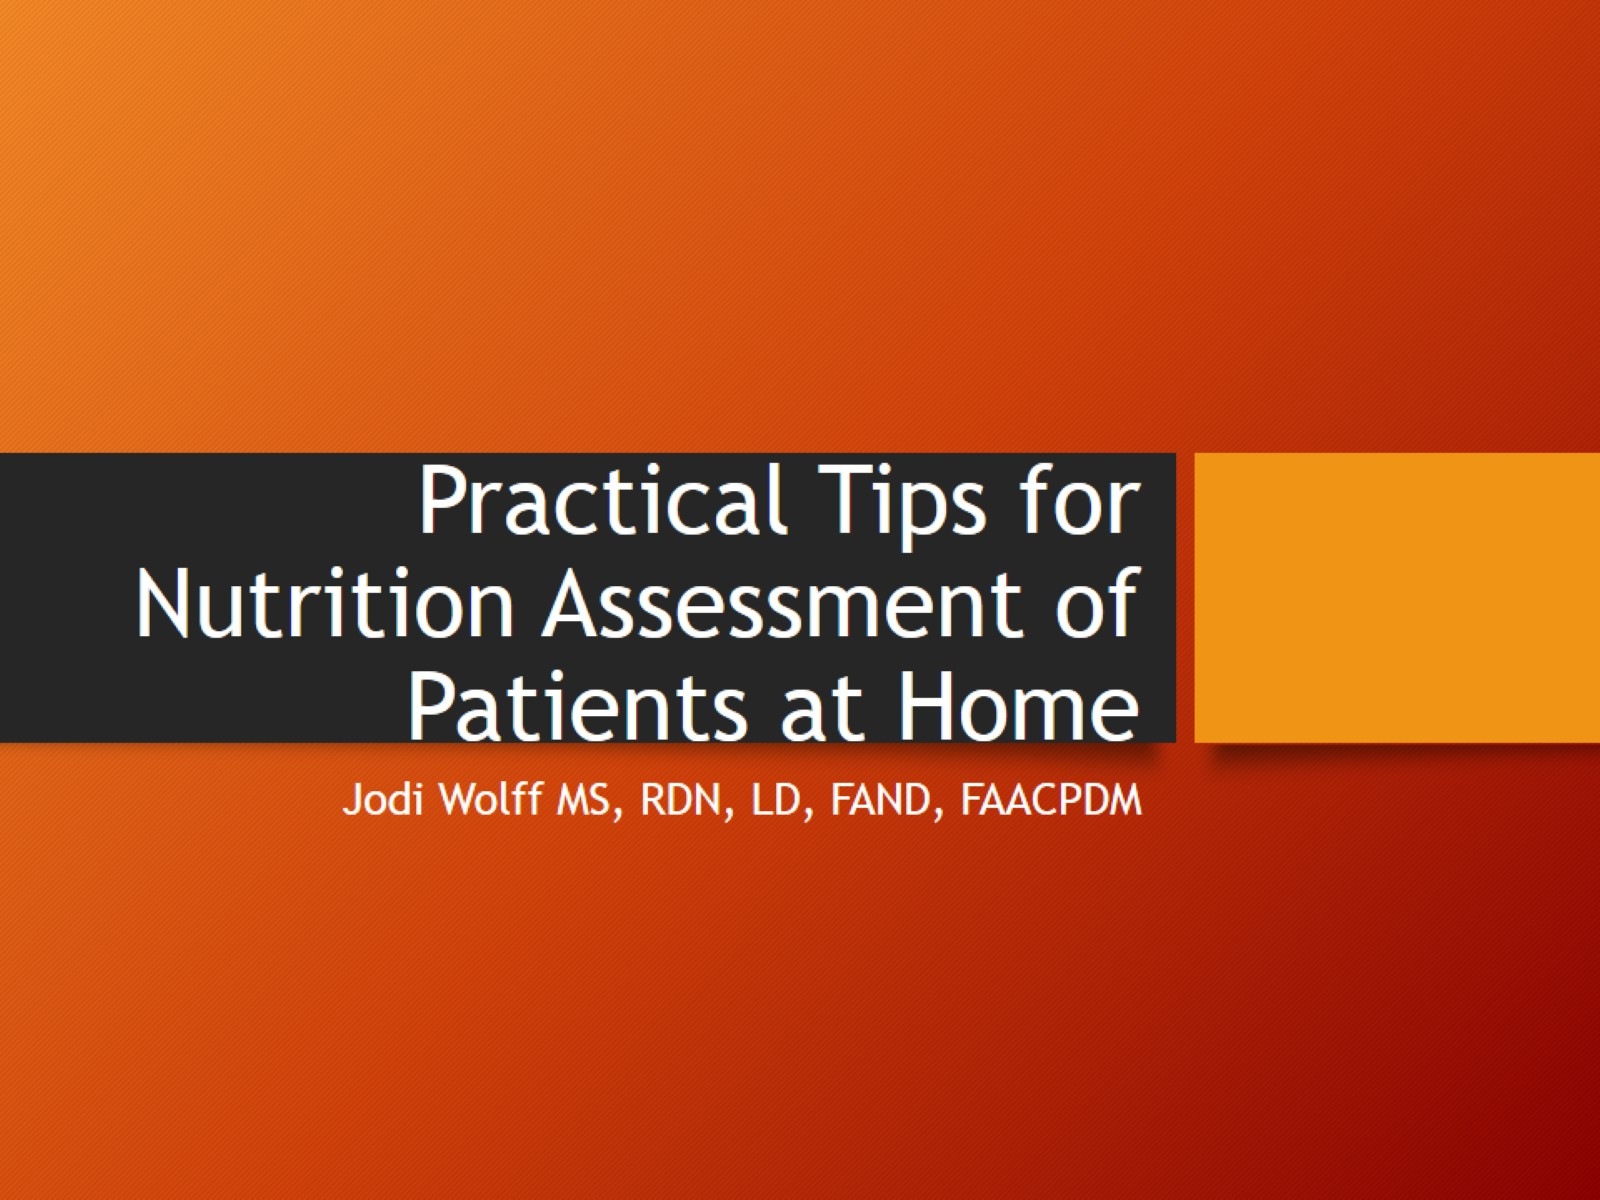 Practical Tips for
Nutrition Assessment of
Patients at Home
Jodi Wolff MS, RDN, LD, FAND, FAACPDM